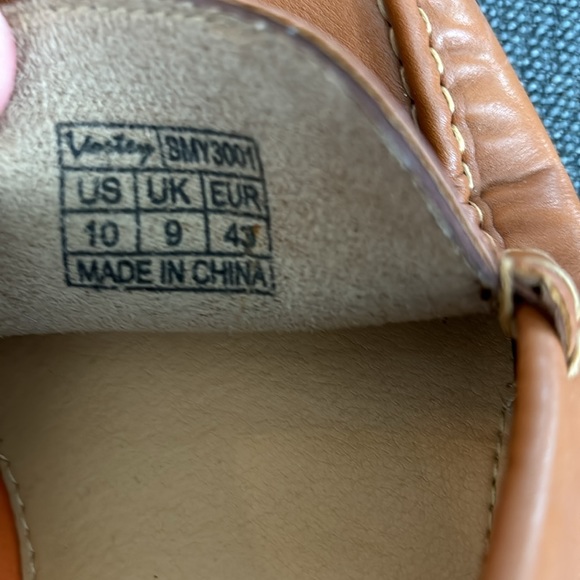 SMY3001
US UK EUR
10 9 43
MADE IN CHINA